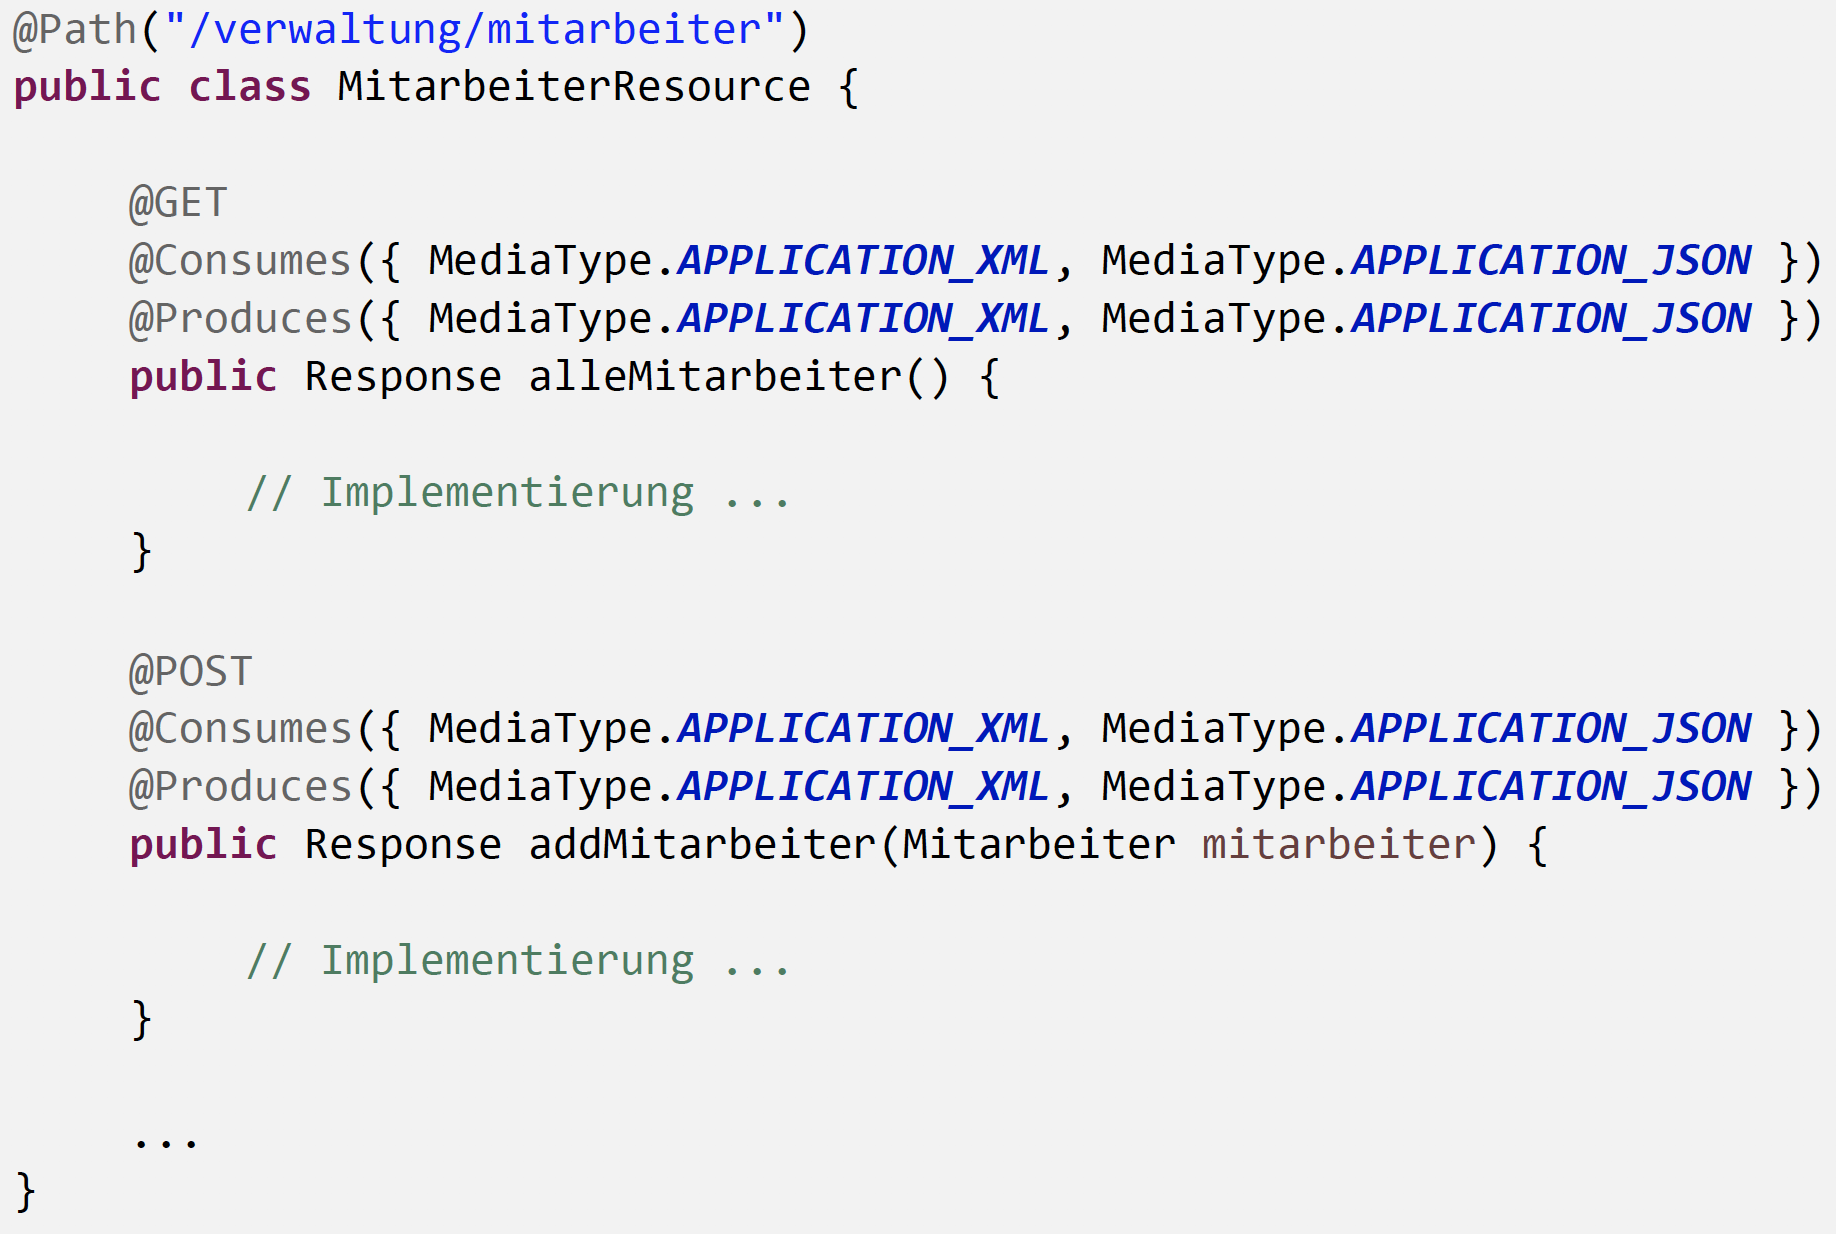 @Path("/verwaltung/mitarbeiter")
public class MitarbeiterResource {
@GET
@Consumes({ MediaType.APPLICATION_XML, MediaType.APPLICATION_JSON })
@Produces({ MediaType.APPLICATION_XML, MediaType.APPLICATION_JSON })
public Response alleMitarbeiter() {
// Implementierung ...
}
@POST
@Consumes({ MediaType.APPLICATION_XML, MediaType.APPLICATION_JSON })
@Produces({ MediaType.APPLICATION_XML, MediaType.APPLICATION_JSON })
public Response addMitarbeiter(Mitarbeiter mitarbeiter) {
// Implementierung ...
}
...
}